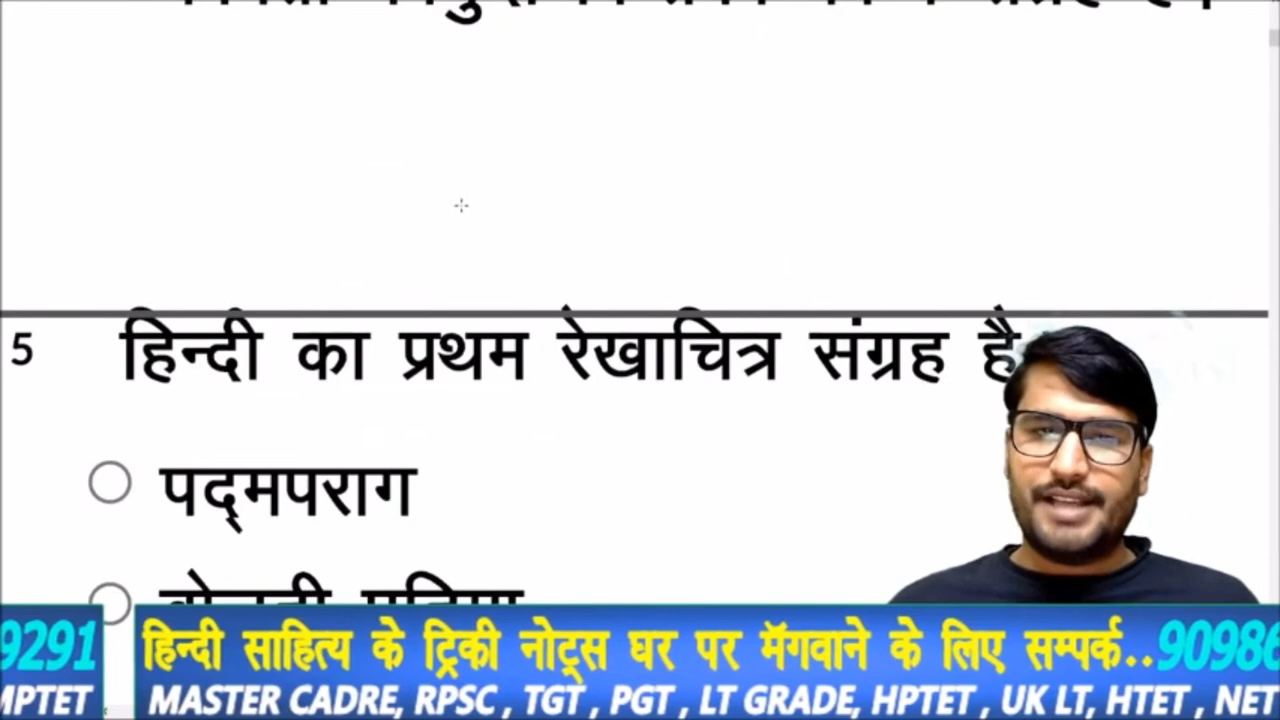 5 हिन्दी का प्रथम रेखाचित्र संग्रह है
पद्मपराग
9291 हिन्दी साहित्य के ट्रिकी नोट्स घर पर मॅगवाने के लिए सम्पर्क..90986
MPTET MASTER CADRE, RPSC , TGT , PGT , LT GRADE, HPTET , UK LT, HTET , NET